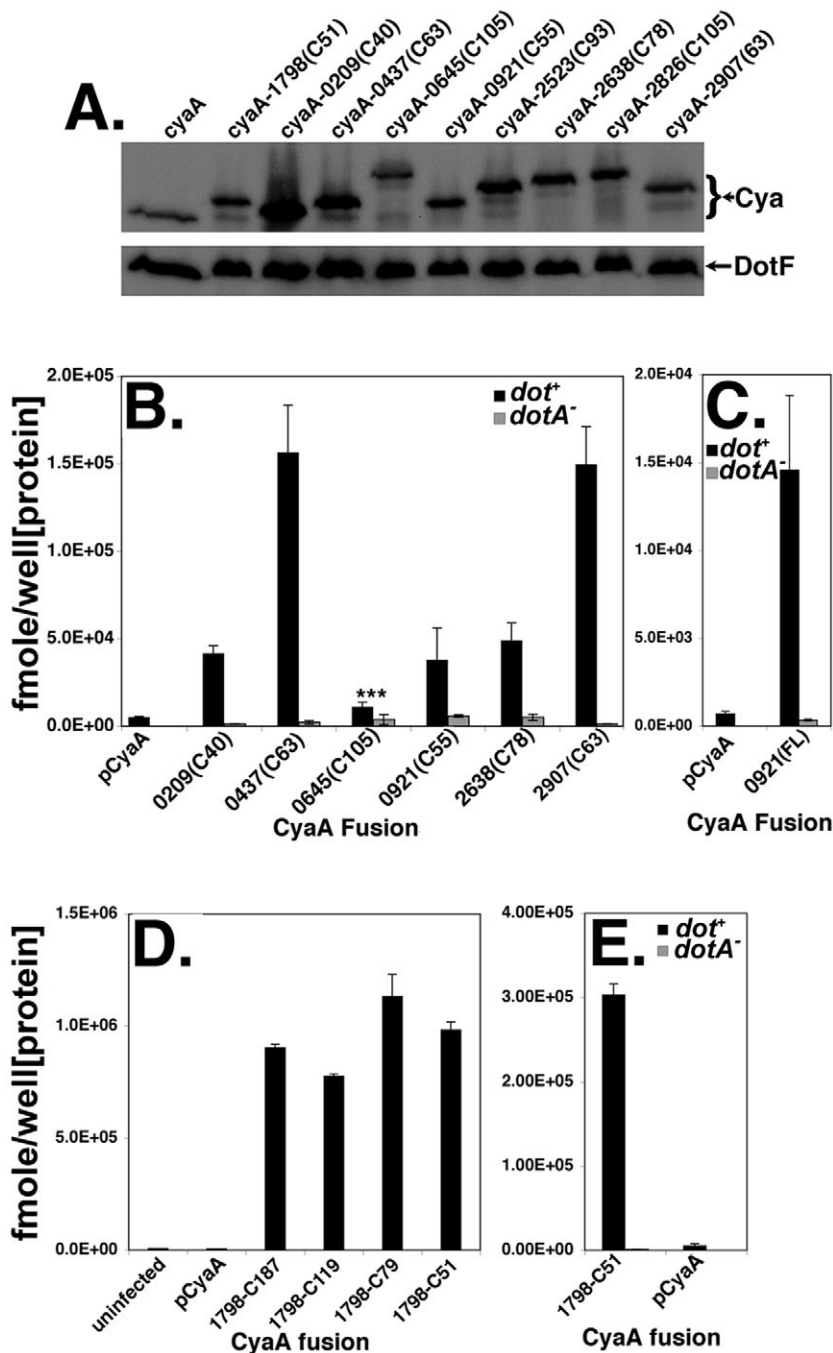 A.
cyaA
cyaA-1798(C51)
cyaA-0209(C40)
cyaA-0437(C63)
cyaA-0645(C105)
cyaA-0921(C55)
cyaA-2523(C93)
cyaA-2638(C78)
cyaA-2826(C105)
cyaA-2907(63)
Cya
DotF
B.
fmole/well[protein]
2.0E+05
1.5E+05
1.0E+05
5.0E+04
0.0E+00
dot+
dotA-
***
pCyaA
0209(C40)
0437(C63)
0645(C105)
0921(C55)
2638(C78)
2907(C63)
CyaA Fusion
C.
2.0E+04
1.5E+04
1.0E+04
5.0E+03
0.0E+00
dot+
dotA-
pCyaA
0921(FL)
CyaA Fusion
D.
fmole/well[protein]
1.5E+06
1.0E+06
5.0E+05
0.0E+00
uninfected
pCyaA
1798-C187
1798-C119
1798-C79
1798-C51
CyaA fusion
E.
4.00E+05
3.00E+05
2.00E+05
1.00E+05
0.00E+00
dot+
dotA-
1798-C51
pCyaA
CyaA fusion